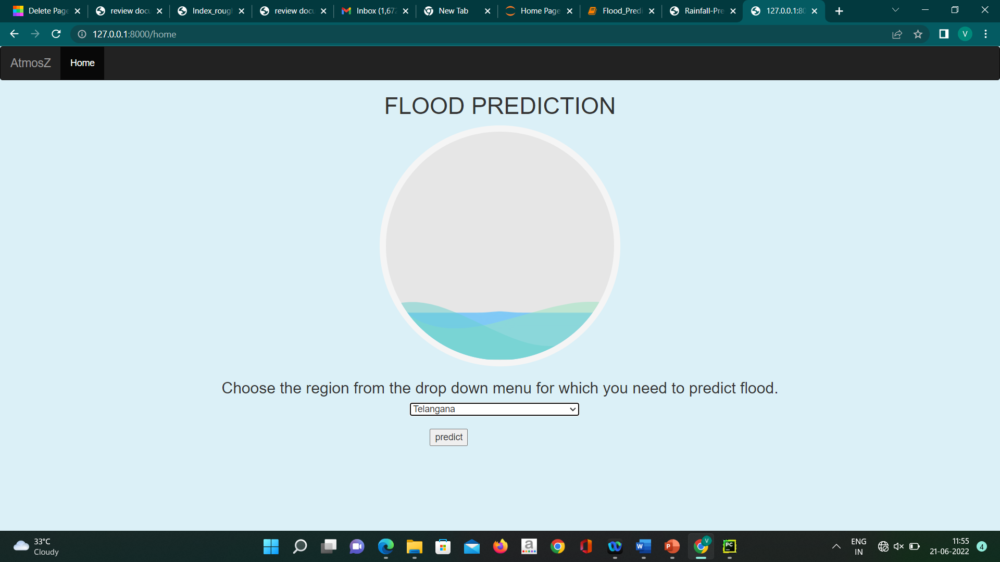 Delete Page
review docu
Index_rough
review docu
Inbox (1,672
New Tab
Home Page
Flood_Predi
Rainfall-Pre
127.0.0.1:80
127.0.0.1:8000/home
V
AtmosZ
Home
FLOOD PREDICTION
Choose the region from the drop down menu for which you need to predict flood.
Telangana
predict
33°C
Cloudy
a
W
P
V
PC
ENG
IN
11:55
21-06-2022
4